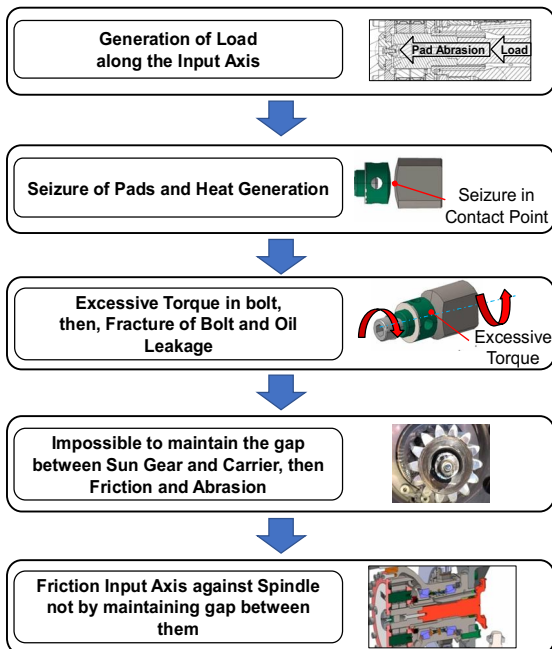 Generation of Load
along the Input Axis
Pad Abrasion
Load
Seizure of Pads and Heat Generation
Seizure in
Contact Point
Excessive Torque in bolt,
then, Fracture of Bolt and Oil
Leakage
Excessive
Torque
Impossible to maintain the gap
between Sun Gear and Carrier, then
Friction and Abrasion
Friction Input Axis against Spindle
not by maintaining gap between
them